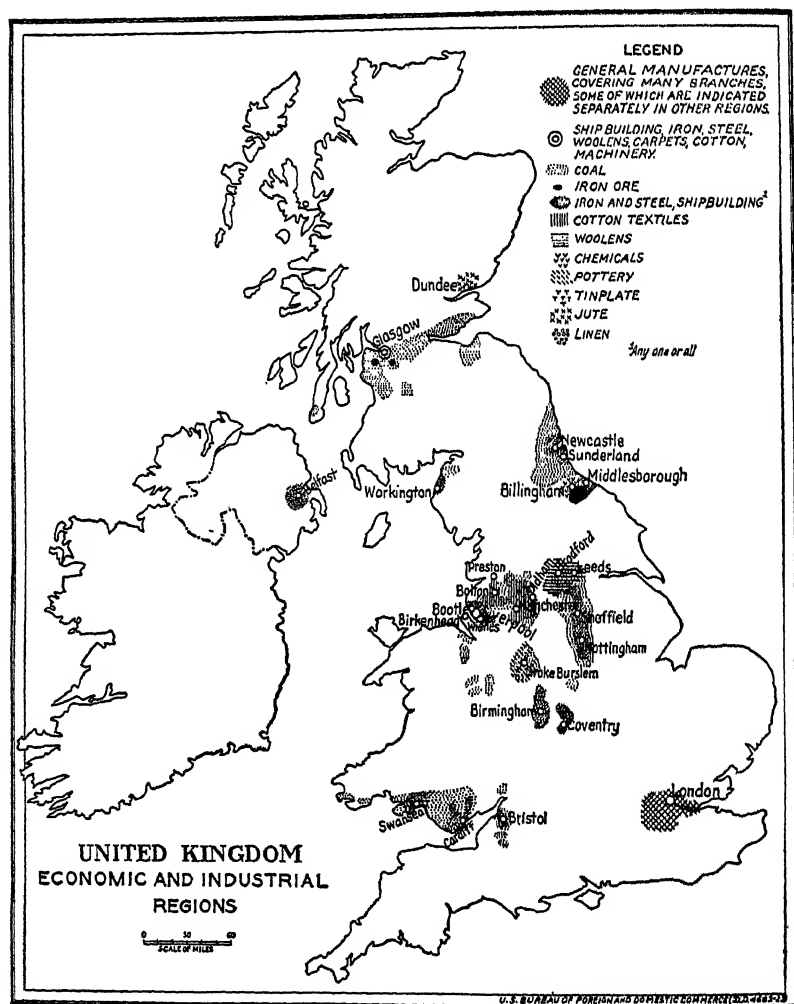 LEGEND
GENERAL MANUFACTURES,
COVERING MANY BRANCHES,
SOME OF WHICH ARE INDICATED
SEPARATELY IN OTHER REGIONS.
SHIP BUILDING, IRON, STEEL,
WOOLENS, CARPETS, COTTON,
MACHINERY.
COAL
IRON ORE
IRON AND STEEL, SHIPBUILDING
COTTON TEXTILES
WOOLENS
CHEMICALS
POTTERY
TINPLATE
JUTE
LINEN
Any one or all
Dundee
Glasgow
Newcastle
Sunderland
Middlesborough
Billingham
Workington
Belfast
Preston
Leeds
Bolton
Manchester
Bootle
Birkenhead
Sheffield
Nottingham
Stoke Burslem
Birmingham
Coventry
London
Swansea
Cardiff
Bristol
UNITED KINGDOM
ECONOMIC AND INDUSTRIAL
REGIONS
0 30 60
SCALE OF MILES
U.S. BUREAU OF FOREIGN AND DOMESTIC COMMERCE